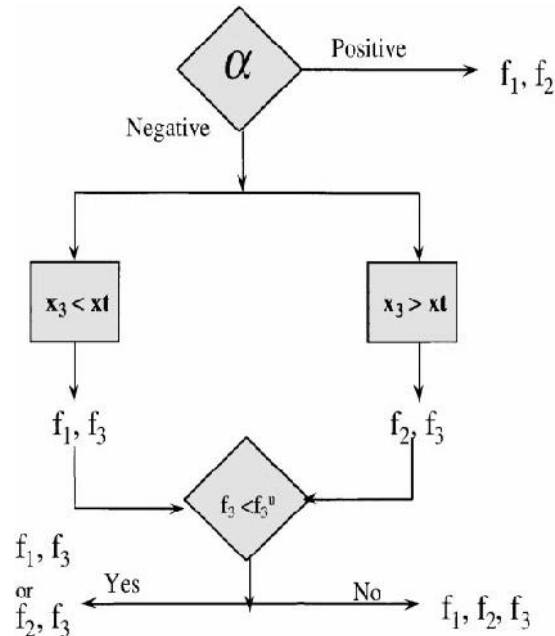 α
Positive
f₁, f₂
Negative
x₃ < xt
x₃ > xt
f₁, f₃
f₂, f₃
f₃ <f₃ᵘ
f₁, f₃
or
f₂, f₃
Yes
No
f₁, f₂, f₃